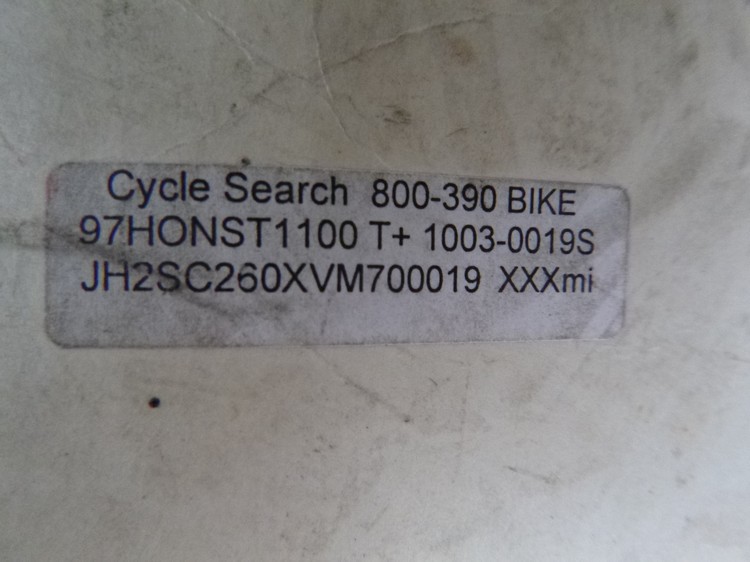 Cycle Search 800-390 BIKE
97HONST1100 T+ 1003-0019S
JH2SC260XVM700019 XXXmi